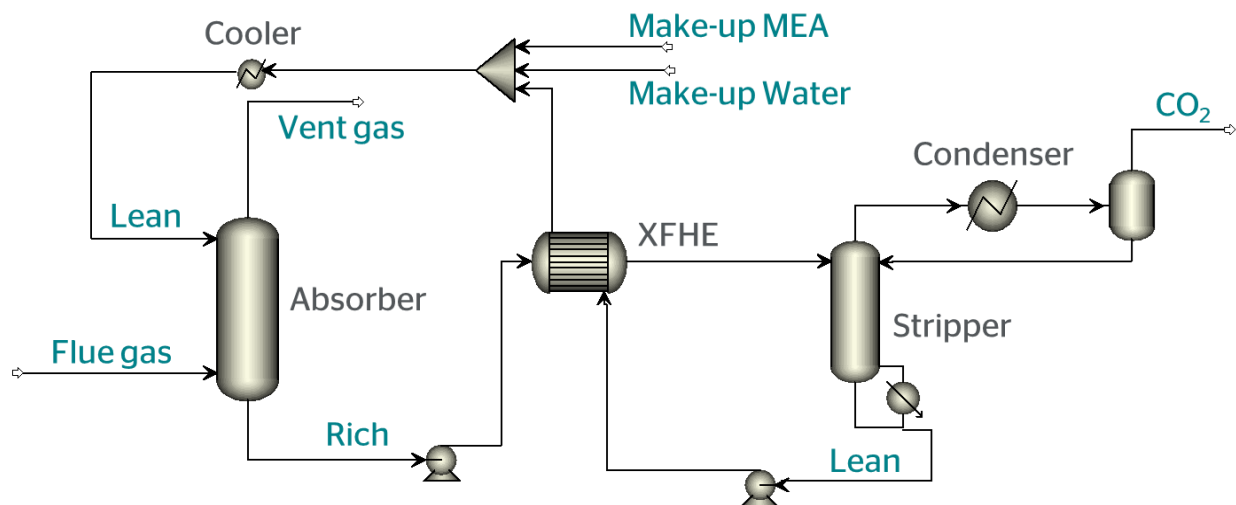 Cooler
Make-up MEA
Make-up Water
Vent gas
CO₂
Condenser
Lean
XFHE
Absorber
Stripper
Flue gas
Rich
Lean